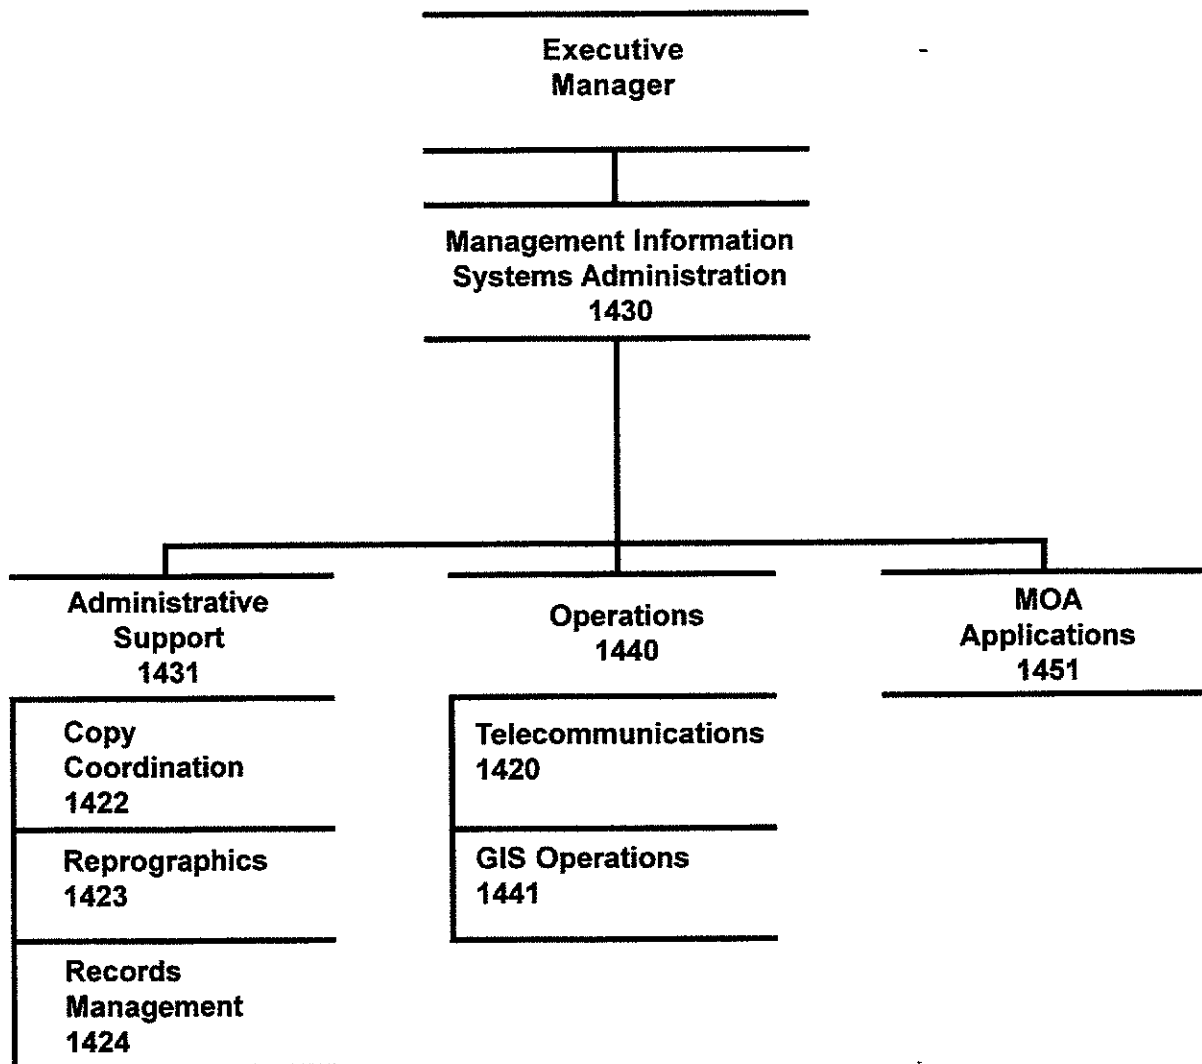 Executive
Manager
Management Information
Systems Administration
1430
Administrative
Support
1431
Copy
Coordination
1422
Reprographics
1423
Records
Management
1424
Operations
1440
Telecommunications
1420
GIS Operations
1441
MOA
Applications
1451